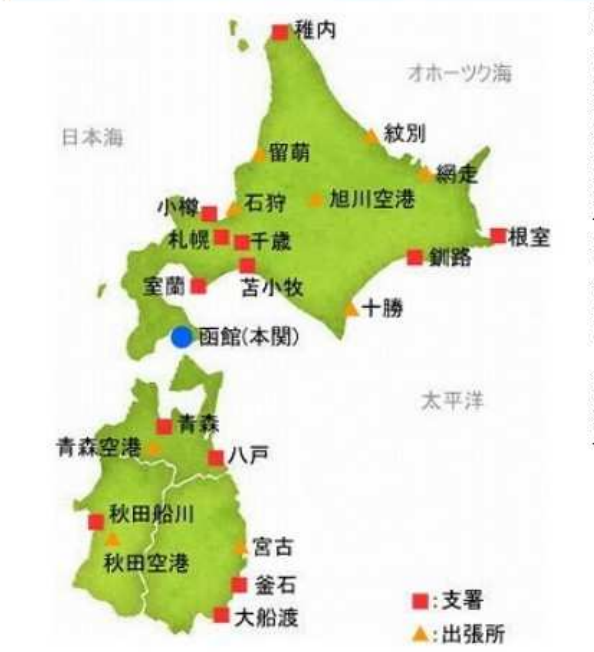 稚内
オホーツク海
日本海
紋別
留萌
網走
石狩
旭川空港
小樽
札幌
千歳
根室
釧路
室蘭
苫小牧
十勝
函館(本関)
太平洋
青森
青森空港
八戸
秋田船川
秋田空港
宮古
釜石
大船渡
:支署
:出張所